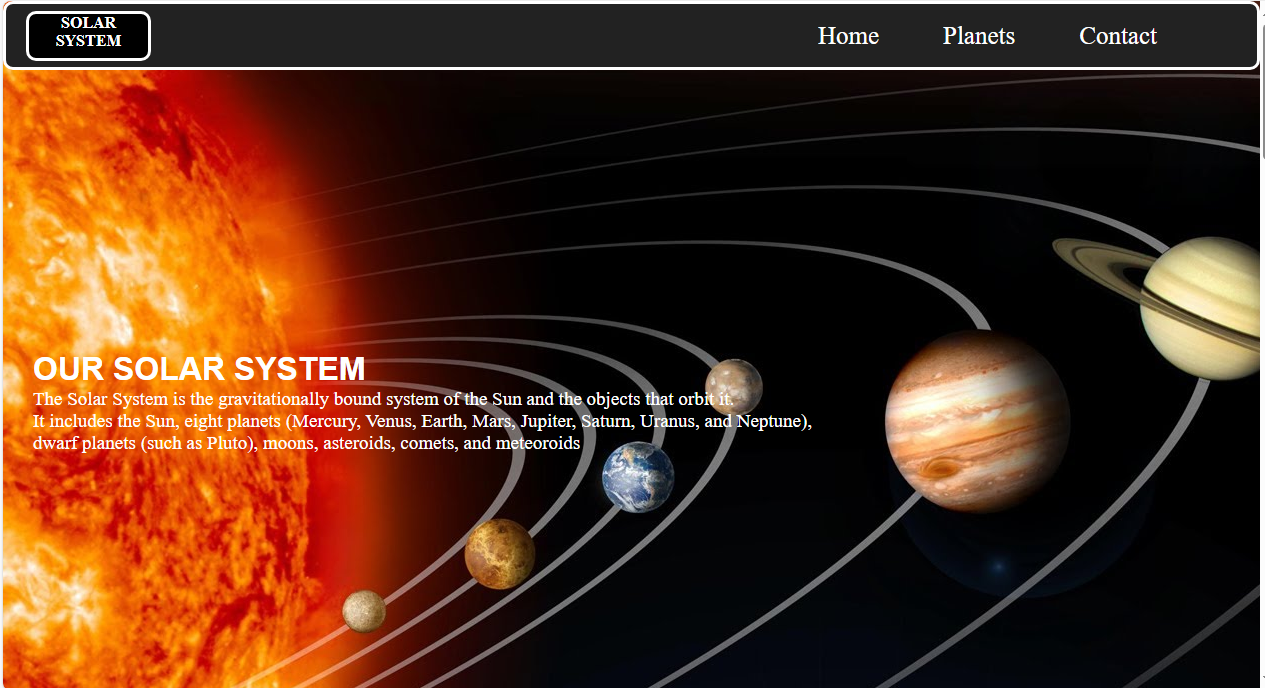 SOLAR
SYSTEM
Home Planets Contact
OUR SOLAR SYSTEM
The Solar System is the gravitationally bound system of the Sun and the objects that orbit it.
It includes the Sun, eight planets (Mercury, Venus, Earth, Mars, Jupiter, Saturn, Uranus, and Neptune),
dwarf planets (such as Pluto), moons, asteroids, comets, and meteoroids